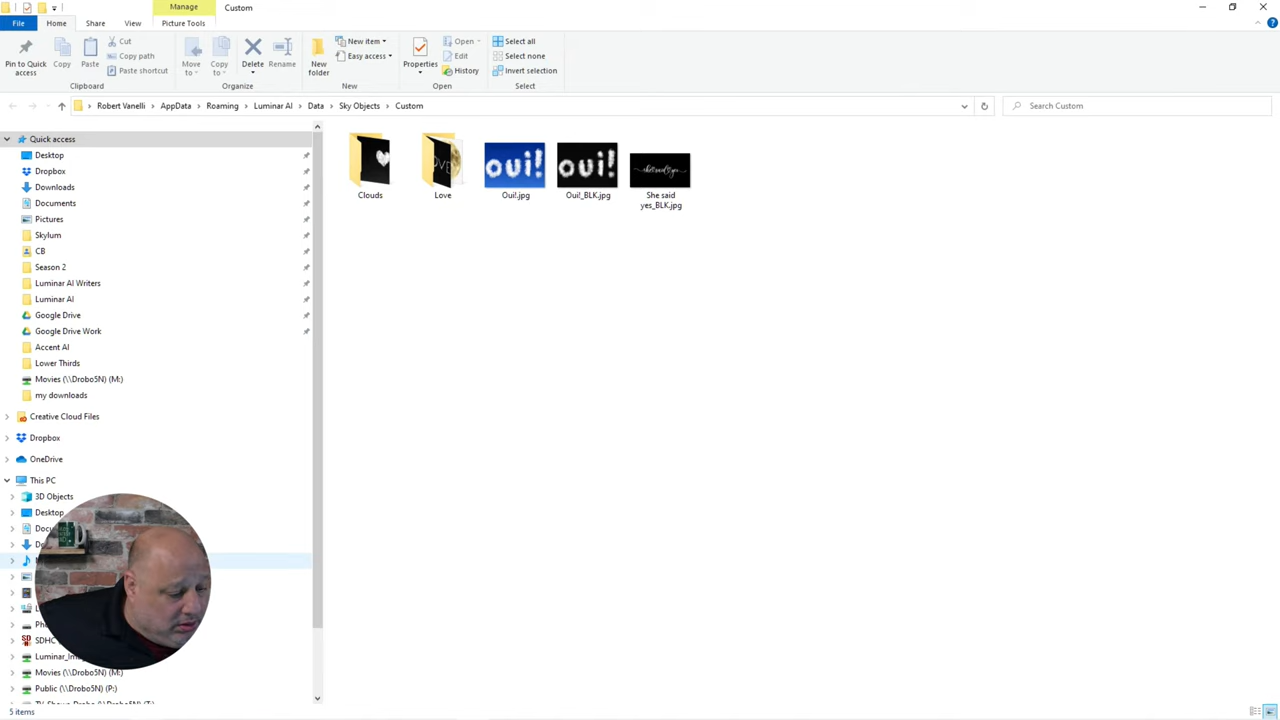 Manage
Custom
File
Home
Share
View
Picture Tools
Pin to Quick
access
Copy
Paste
Cut
Copy path
Paste shortcut
Clipboard
Move
to
Copy
to
Delete
Rename
Organize
New
folder
New item
Easy access
New
Properties
Open
Edit
History
Open
Select all
Select none
Invert selection
Select
Robert Vanelli > AppData > Roaming > Luminar AI > Data > Sky Objects > Custom
Search Custom
Quick access
Desktop
Dropbox
Downloads
Documents
Pictures
Skylum
CB
Season 2
Luminar AI Writers
Luminar AI
Google Drive
Google Drive Work
Accent AI
Lower Thirds
Movies (\\Drobo5N) (M:)
my downloads
Creative Cloud Files
Dropbox
OneDrive
This PC
3D Objects
Desktop
SDHC
Luminar_
Movies (\\Drobo5N) (M:)
Public (\\Drobo5N) (P:)
Clouds
Love
oui!
Oui!.jpg
oui!
Oui!_BLK.jpg
She said
yes_BLK.jpg
5 items